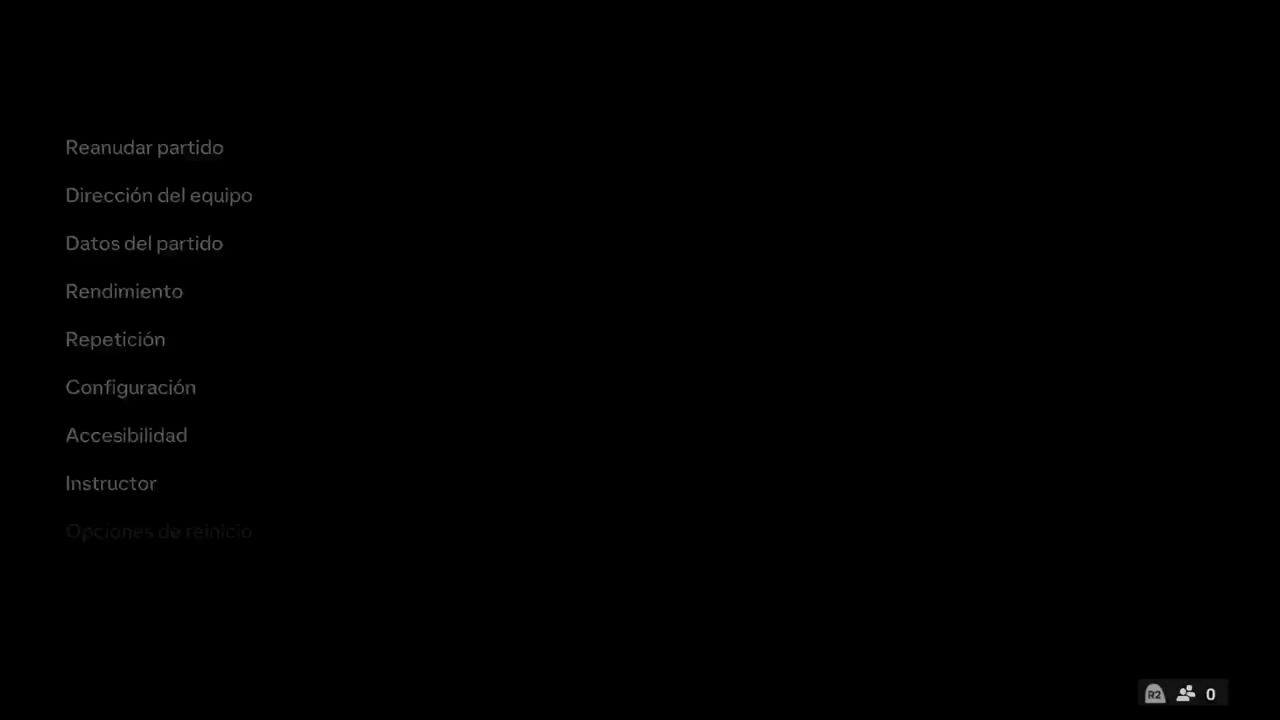 Reanudar partido
Dirección del equipo
Datos del partido
Rendimiento
Repetición
Configuración
Accesibilidad
Instructor
Opciones de reinicio
R2 0